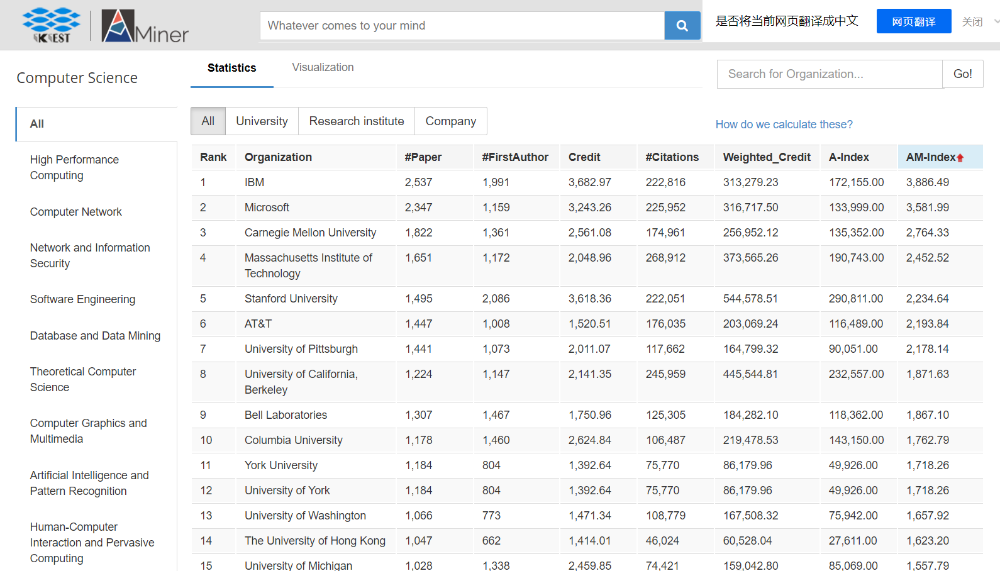 KEST
AMiner
Whatever comes to your mind
是否将当前网页翻译成中文
网页翻译
关闭
Computer Science
Statistics
Visualization
Search for Organization...
Go!
All
University
Research institute
Company
How do we calculate these?
All
High Performance
Computing
Computer Network
Network and Information
Security
Software Engineering
Database and Data Mining
Theoretical Computer
Science
Computer Graphics and
Multimedia
Artificial Intelligence and
Pattern Recognition
Human-Computer
Interaction and Pervasive
Computing
Rank Organization #Paper #FirstAuthor Credit #Citations Weighted_Credit A-Index AM-Index
1 IBM 2,537 1,991 3,682.97 222,816 313,279.23 172,155.00 3,886.49
2 Microsoft 2,347 1,159 3,243.26 225,952 316,717.50 133,999.00 3,581.99
3 Carnegie Mellon University 1,822 1,361 2,561.08 174,961 256,952.12 135,352.00 2,764.33
4 Massachusetts Institute of 1,651 1,172 2,048.96 268,912 373,565.26 190,743.00 2,452.52
Technology
5 Stanford University 1,495 2,086 3,618.36 222,051 544,578.51 290,811.00 2,234.64
6 AT&T 1,447 1,008 1,520.51 176,035 203,069.24 116,489.00 2,193.84
7 University of Pittsburgh 1,441 1,073 2,011.07 117,662 164,799.32 90,051.00 2,178.14
8 University of California, 1,224 1,147 2,141.35 245,959 445,544.81 232,557.00 1,871.63
Berkeley
9 Bell Laboratories 1,307 1,467 1,750.96 125,305 184,282.10 118,362.00 1,867.10
10 Columbia University 1,178 1,460 2,624.84 106,487 219,478.53 143,150.00 1,762.79
11 York University 1,184 804 1,392.64 75,770 86,179.96 49,926.00 1,718.26
12 University of York 1,184 804 1,392.64 75,770 86,179.96 49,926.00 1,718.26
13 University of Washington 1,066 773 1,471.34 108,779 167,508.32 75,942.00 1,657.92
14 The University of Hong Kong 1,047 662 1,414.01 46,024 60,528.04 27,611.00 1,623.20
15 University of Michigan 1,028 1,338 2,459.85 74,421 159,042.80 85,069.00 1,557.79